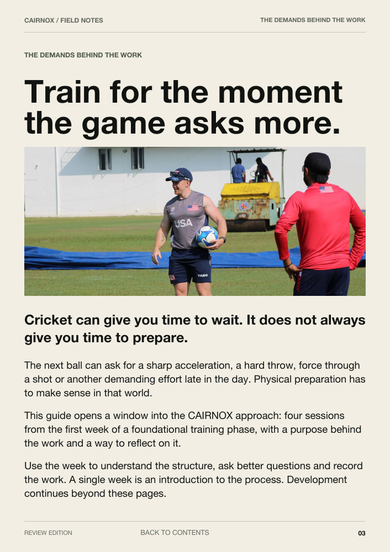 CAIRNOX / FIELD NOTES
THE DEMANDS BEHIND THE WORK
THE DEMANDS BEHIND THE WORK
Train for the moment
the game asks more.
USA
Cricket can give you time to wait. It does not always
give you time to prepare.
The next ball can ask for a sharp acceleration, a hard throw, force through
a shot or another demanding effort late in the day. Physical preparation has
to make sense in that world.
This guide opens a window into the CAIRNOX approach: four sessions
from the first week of a foundational training phase, with a purpose behind
the work and a way to reflect on it.
Use the week to understand the structure, ask better questions and record
the work. A single week is an introduction to the process. Development
continues beyond these pages.
REVIEW EDITION
BACK TO CONTENTS
03